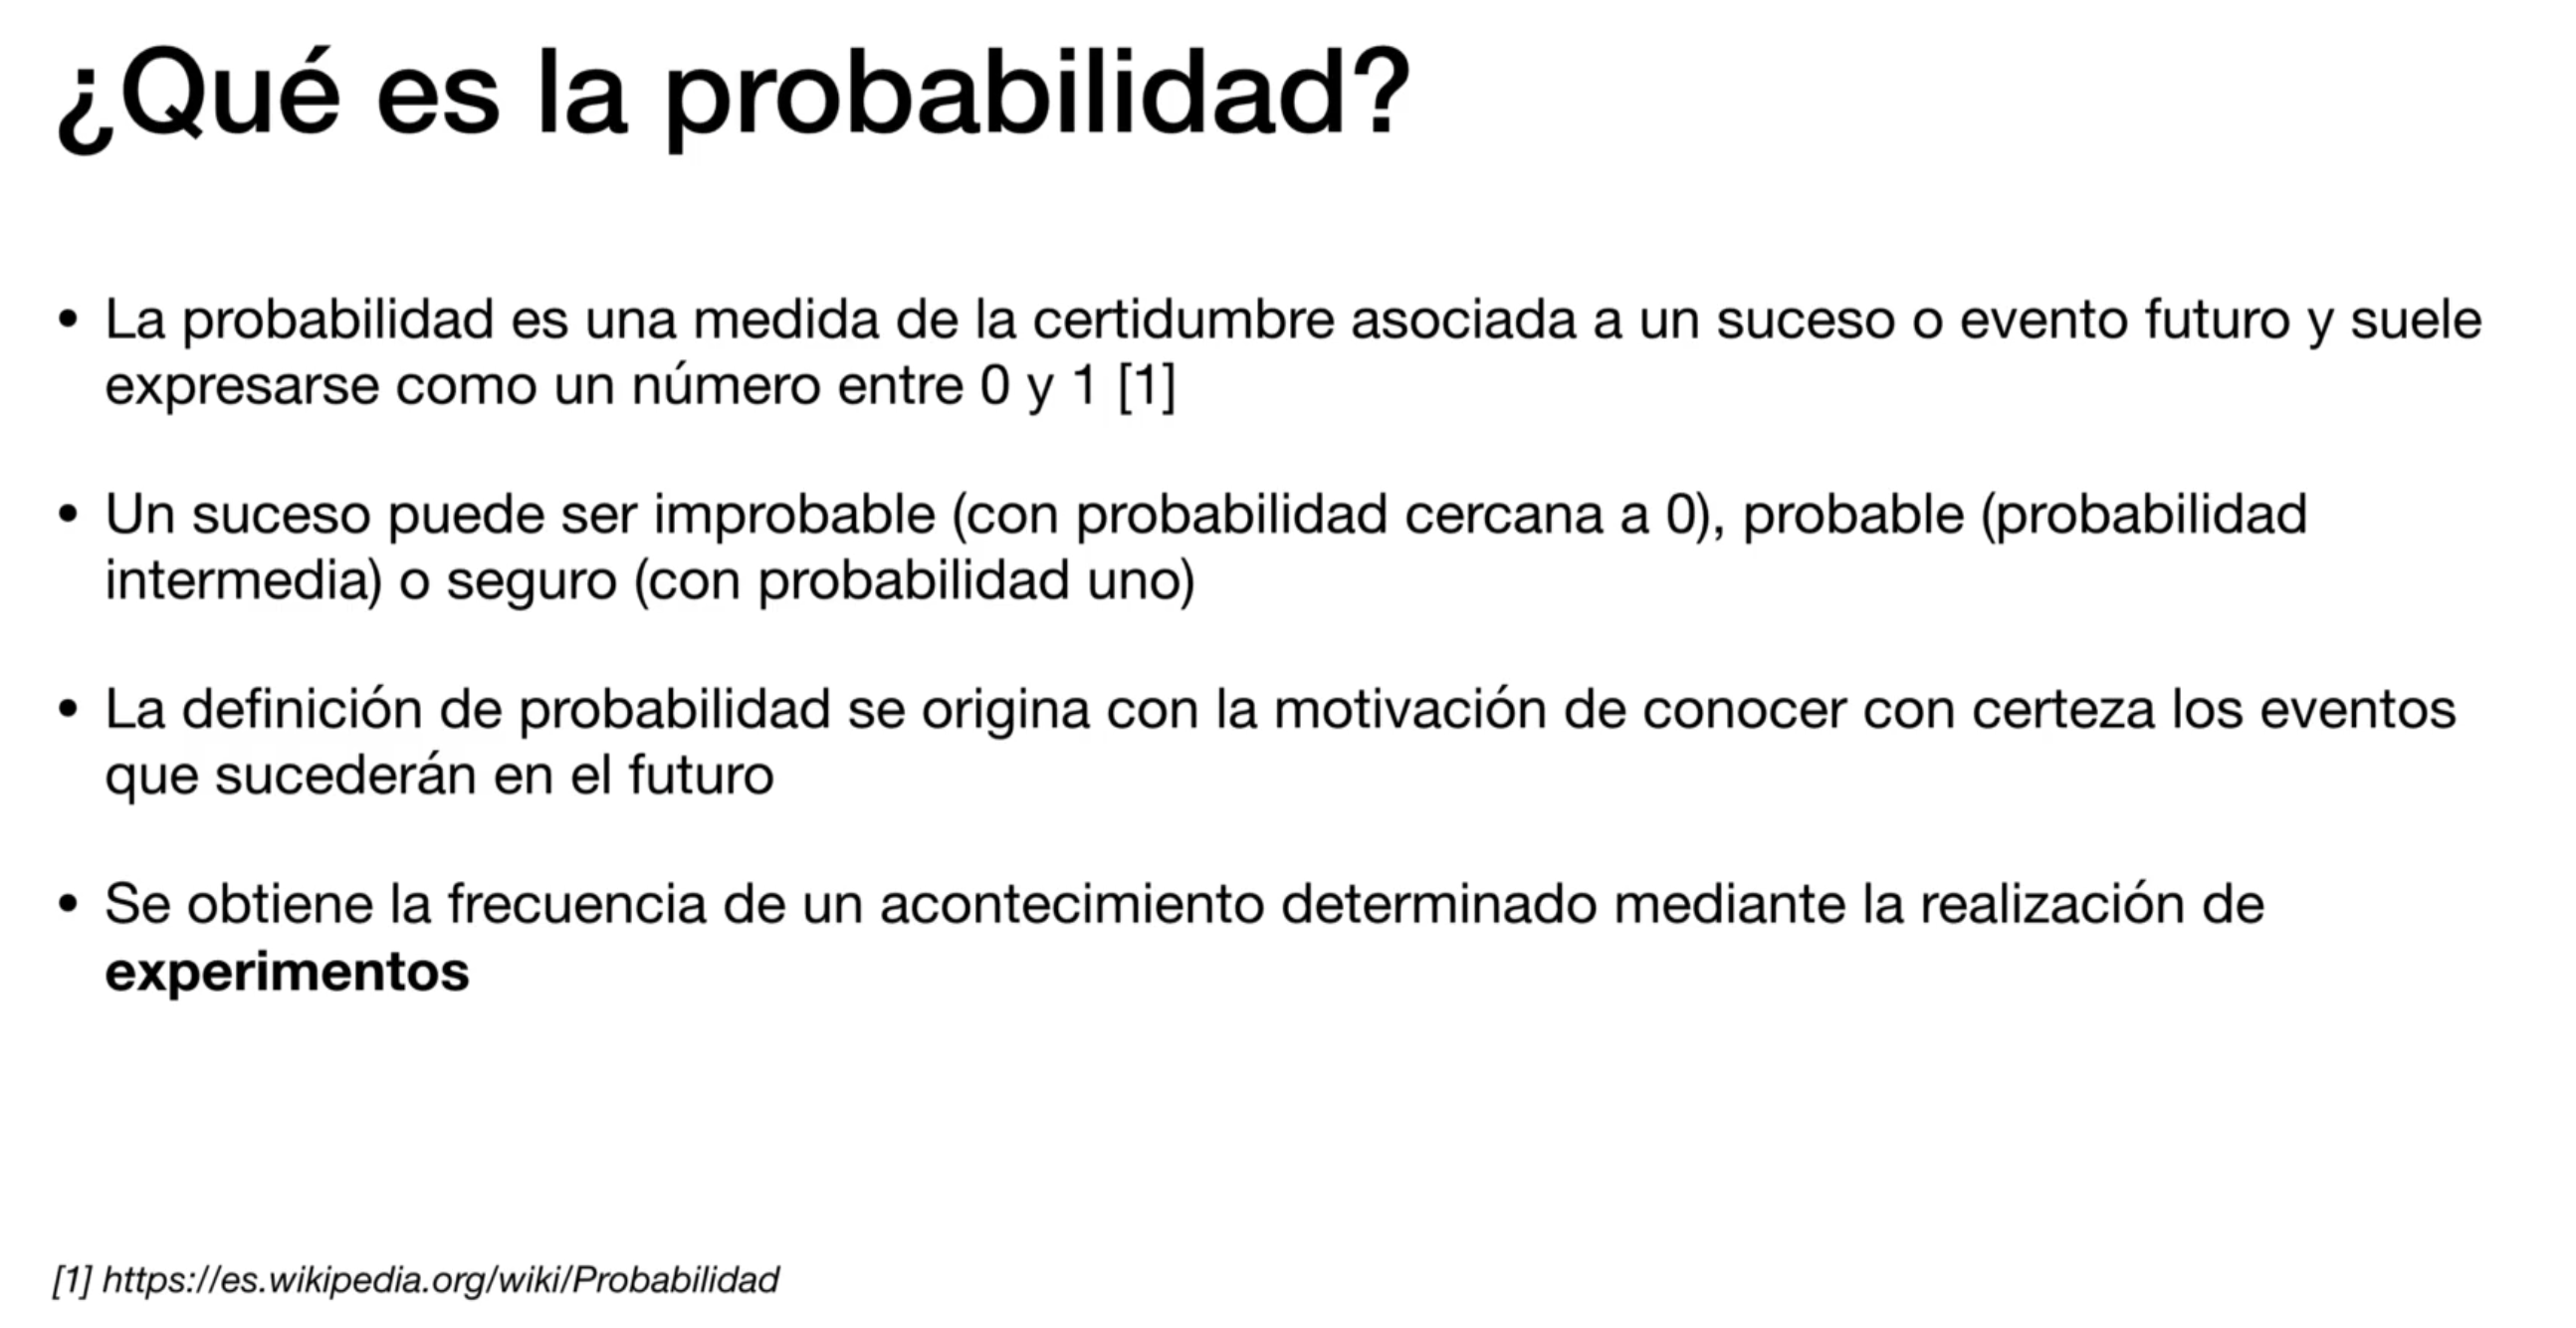 ¿Qué es la probabilidad?
• La probabilidad es una medida de la certidumbre asociada a un suceso o evento futuro y suele
expresarse como un número entre 0 y 1 [1]
• Un suceso puede ser improbable (con probabilidad cercana a 0), probable (probabilidad
intermedia) o seguro (con probabilidad uno)
• La definición de probabilidad se origina con la motivación de conocer con certeza los eventos
que sucederán en el futuro
• Se obtiene la frecuencia de un acontecimiento determinado mediante la realización de
experimentos
[1] https://es.wikipedia.org/wiki/Probabilidad